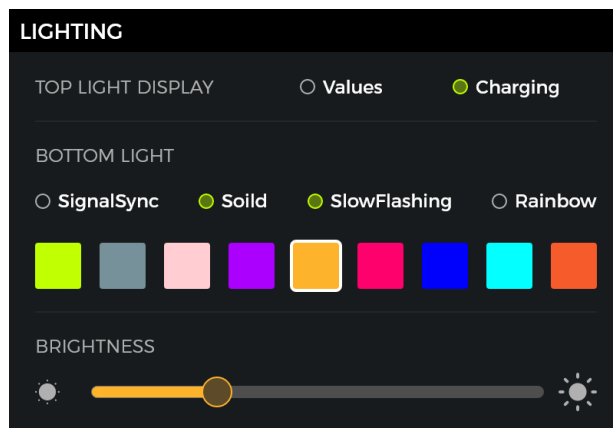 LIGHTING
TOP LIGHT DISPLAY Values Charging
BOTTOM LIGHT
SignalSync Soild SlowFlashing Rainbow
BRIGHTNESS